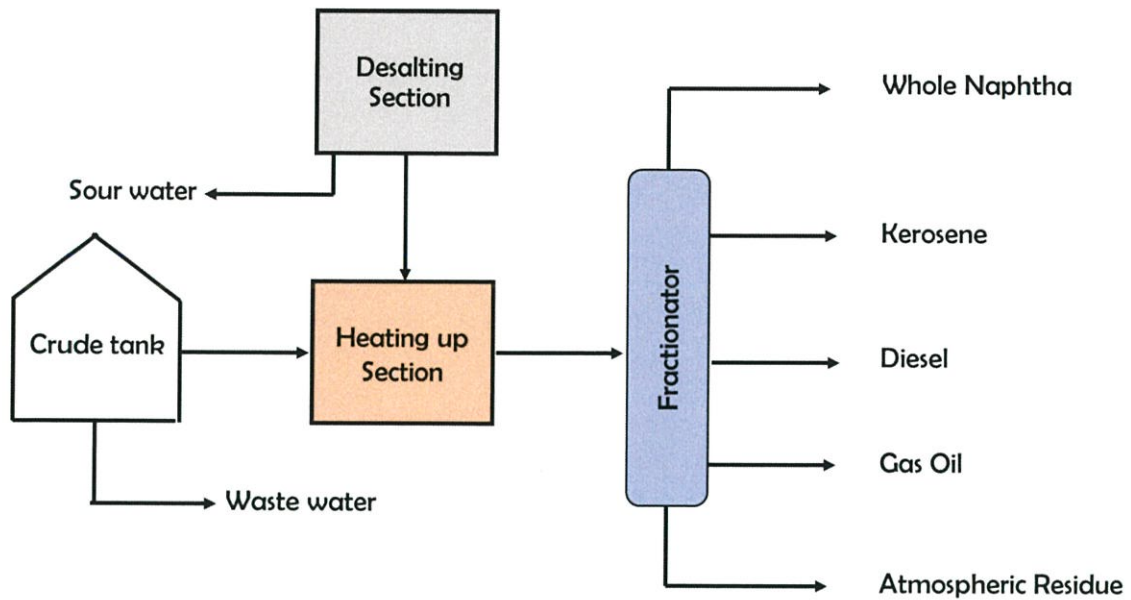 Desalting
Section
Whole Naphtha
Sour water
Kerosene
Crude tank
Heating up
Section
Fractionator
Diesel
Gas Oil
Waste water
Atmospheric Residue